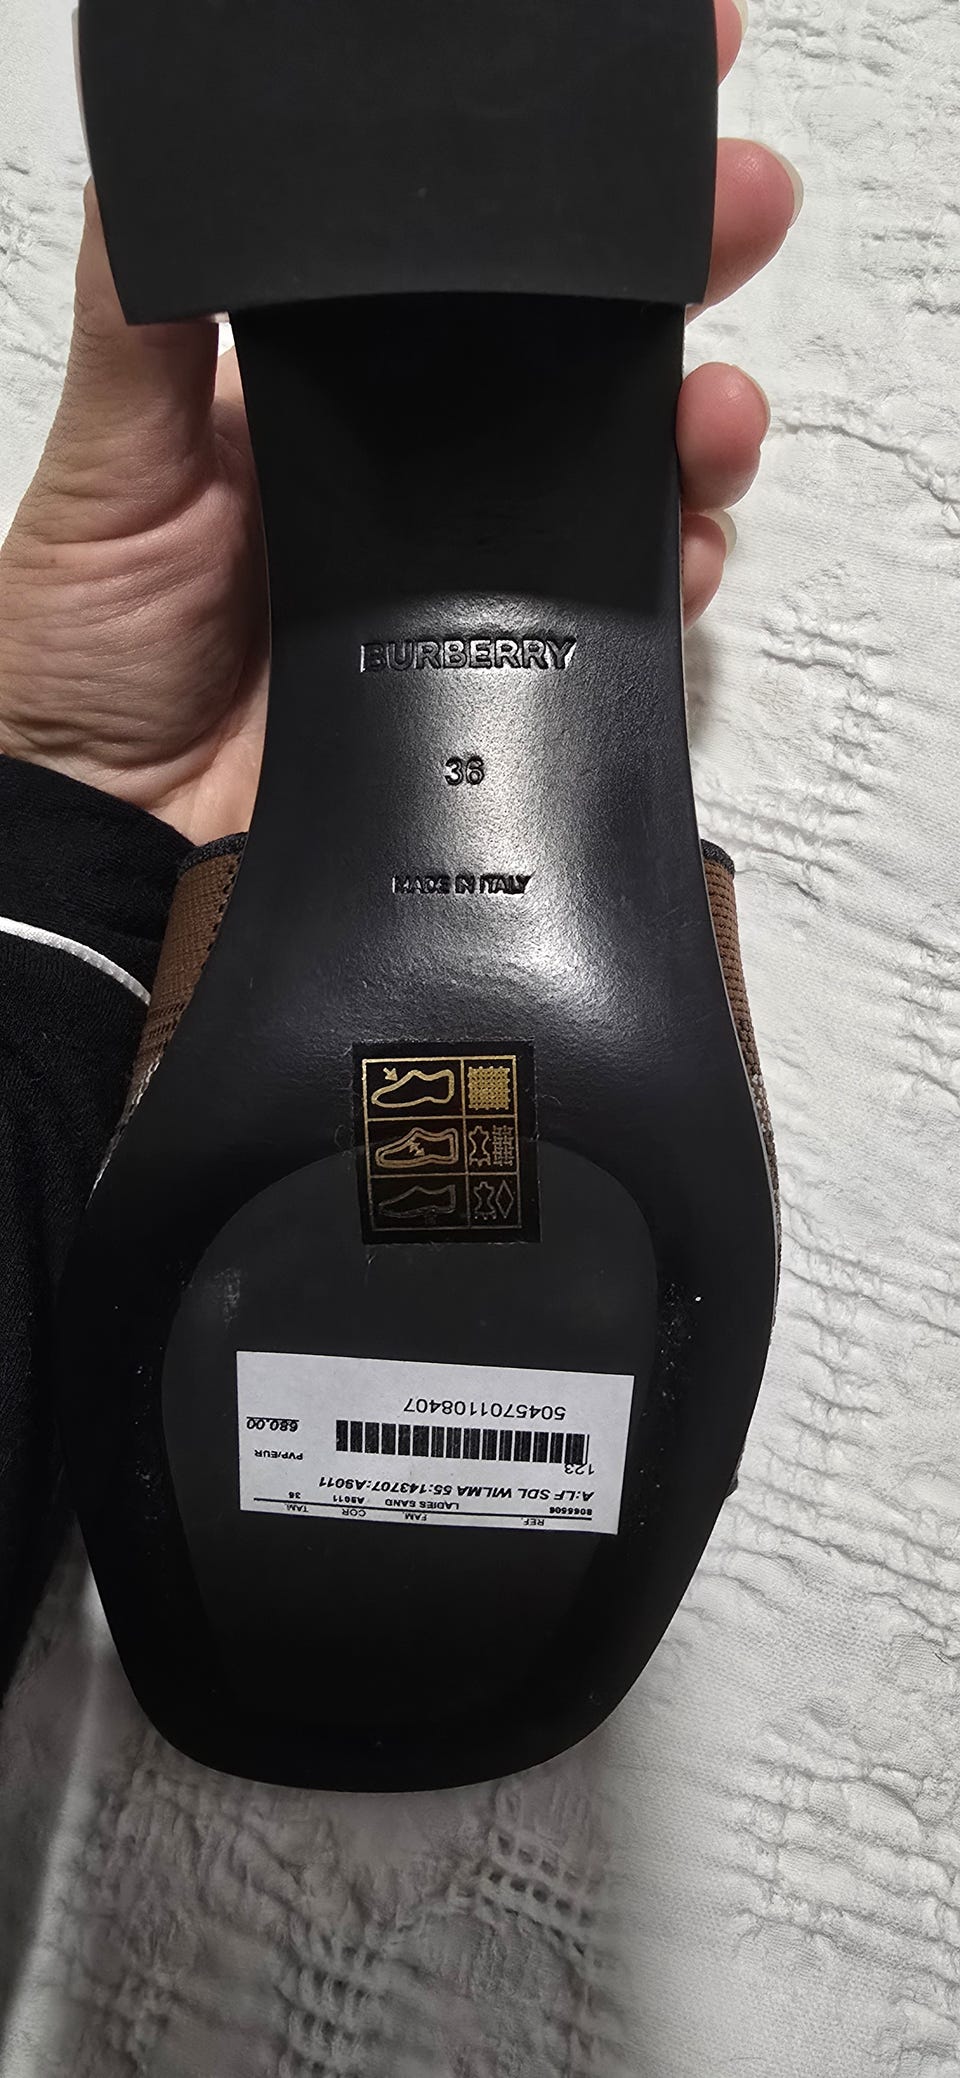 BURBERRY
36
MADE IN ITALY
REF. FAM. COR TAM.
8065506 LADIES SAND A9011 36
A:LF SDL WILMA 55:143707:A9011
123 PVP/EUR
680.00
5045701108407